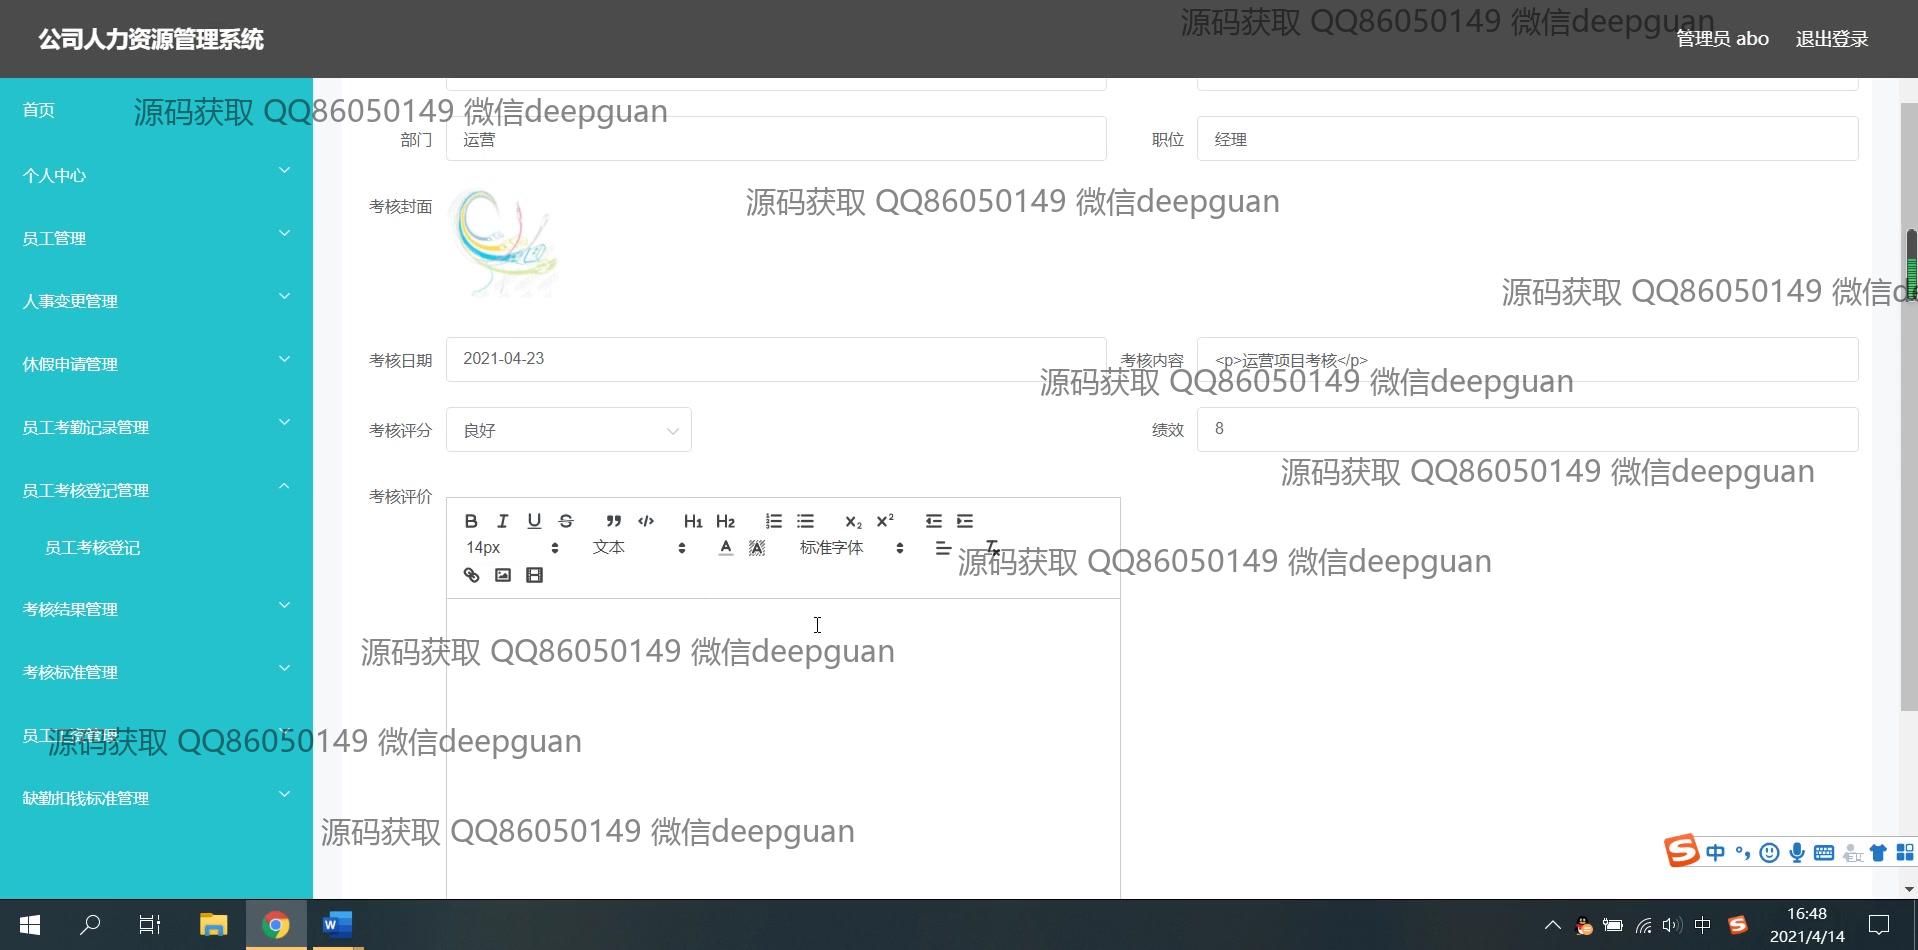 公司人力资源管理系统
源码获取 QQ86050149 微信deepguan
管理员 abo
退出登录
首页
源码获取 QQ86050149 微信deepguan
部门
运营
职位
经理
个人中心
考核封面
源码获取 QQ86050149 微信deepguan
员工管理
人事变更管理
源码获取 QQ86050149 微信d
休假申请管理
考核日期
2021-04-23
考核内容
<p>运营项目考核</p>
源码获取 QQ86050149 微信deepguan
员工考勤记录管理
考核评分
良好
绩效
8
源码获取 QQ86050149 微信deepguan
员工考核登记管理
考核评价
B I U S H1 H2 X2 X2
员工考核登记
14px
文本
A A
标准字体
源码获取 QQ86050149 微信deepguan
考核结果管理
源码获取 QQ86050149 微信deepguan
考核标准管理
员工工资管理
源码获取 QQ86050149 微信deepguan
缺勤扣钱标准管理
源码获取 QQ86050149 微信deepguan
中
中
16:48
2021/4/14